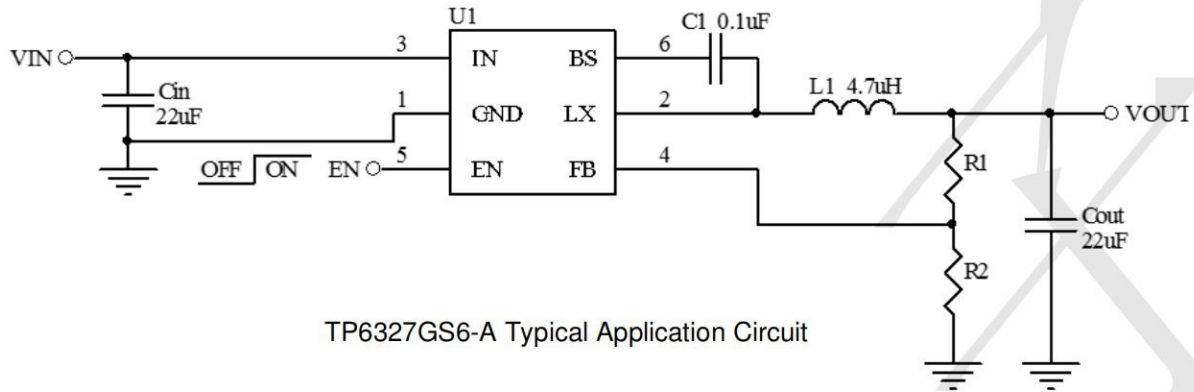 U1
C1 0.1uF
VIN
3
IN
BS
6
Cin
22uF
1
GND
LX
2
L1 4.7uH
VOUT
OFF
ON
EN
5
EN
FB
4
R1
Cout
22uF
R2
TP6327GS6-A Typical Application Circuit